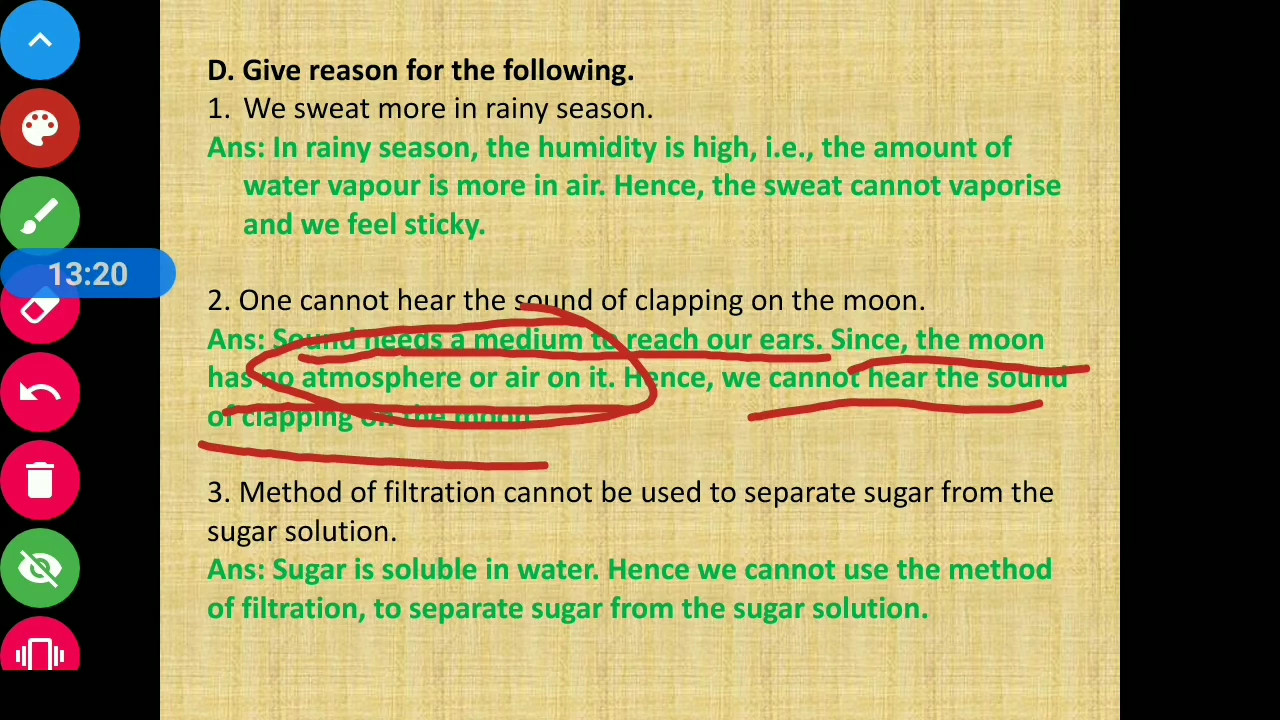 D. Give reason for the following.
1. We sweat more in rainy season.
Ans: In rainy season, the humidity is high, i.e., the amount of
water vapour is more in air. Hence, the sweat cannot vaporise
and we feel sticky.
13:20
2. One cannot hear the sound of clapping on the moon.
Ans: Sound needs a medium to reach our ears. Since, the moon
has no atmosphere or air on it. Hence, we cannot hear the sound
of clapping on the moon.
3. Method of filtration cannot be used to separate sugar from the
sugar solution.
Ans: Sugar is soluble in water. Hence we cannot use the method
of filtration, to separate sugar from the sugar solution.